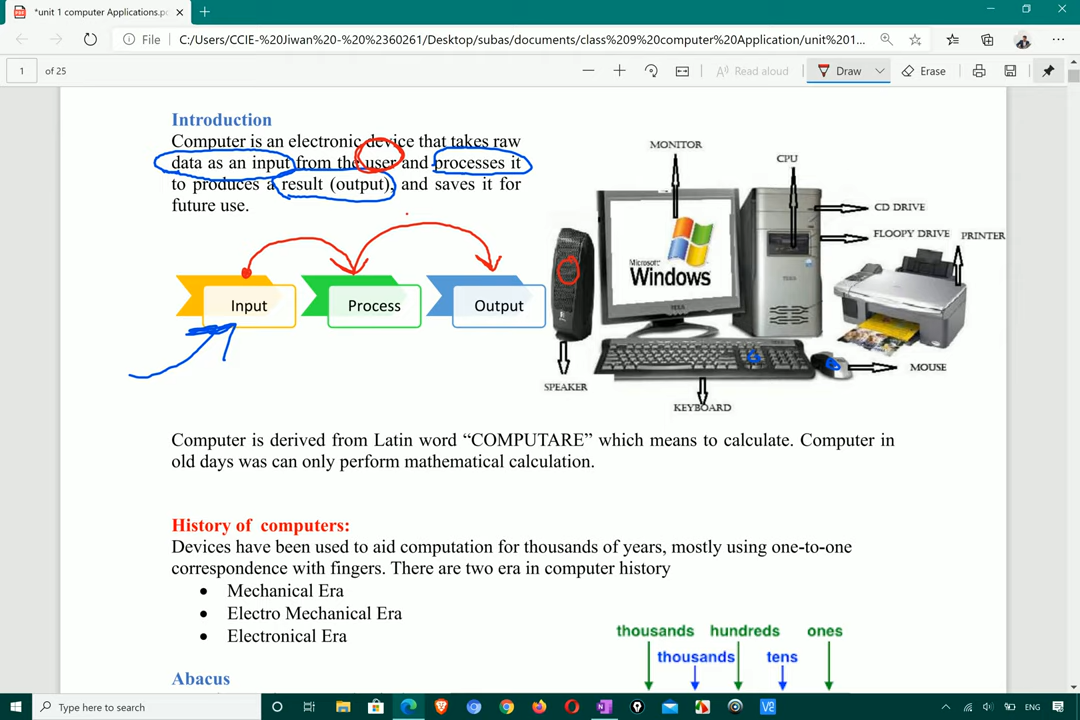 *unit 1 computer Applications.pc
File
C:/Users/CCIE-%20Jiwan%20-%20%2360261/Desktop/subas/documents/class%209%20computer%20Application/unit%201...
1 of 25
Read aloud
Draw
Erase
Introduction
Computer is an electronic device that takes raw
data as an input from the user and processes it
to produces a result (output), and saves it for
future use.
Input
Process
Output
MONITOR
CPU
CD DRIVE
FLOOPY DRIVE
PRINTER
Microsoft
Windows
SPEAKER
MOUSE
KEYBOARD
Computer is derived from Latin word “COMPUTARE” which means to calculate. Computer in
old days was can only perform mathematical calculation.
History of computers:
Devices have been used to aid computation for thousands of years, mostly using one-to-one
correspondence with fingers. There are two era in computer history
• Mechanical Era
• Electro Mechanical Era
• Electronical Era
thousands hundreds ones
thousands tens
Abacus
Type here to search
ENG